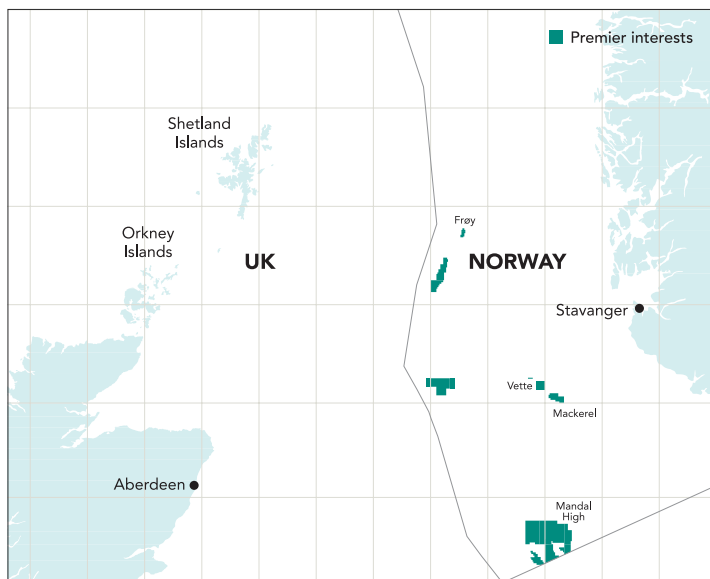 Premier interests
Shetland
Islands
Frøy
Orkney
Islands
UK
NORWAY
Stavanger
Vette
Mackerel
Aberdeen
Mandal
High